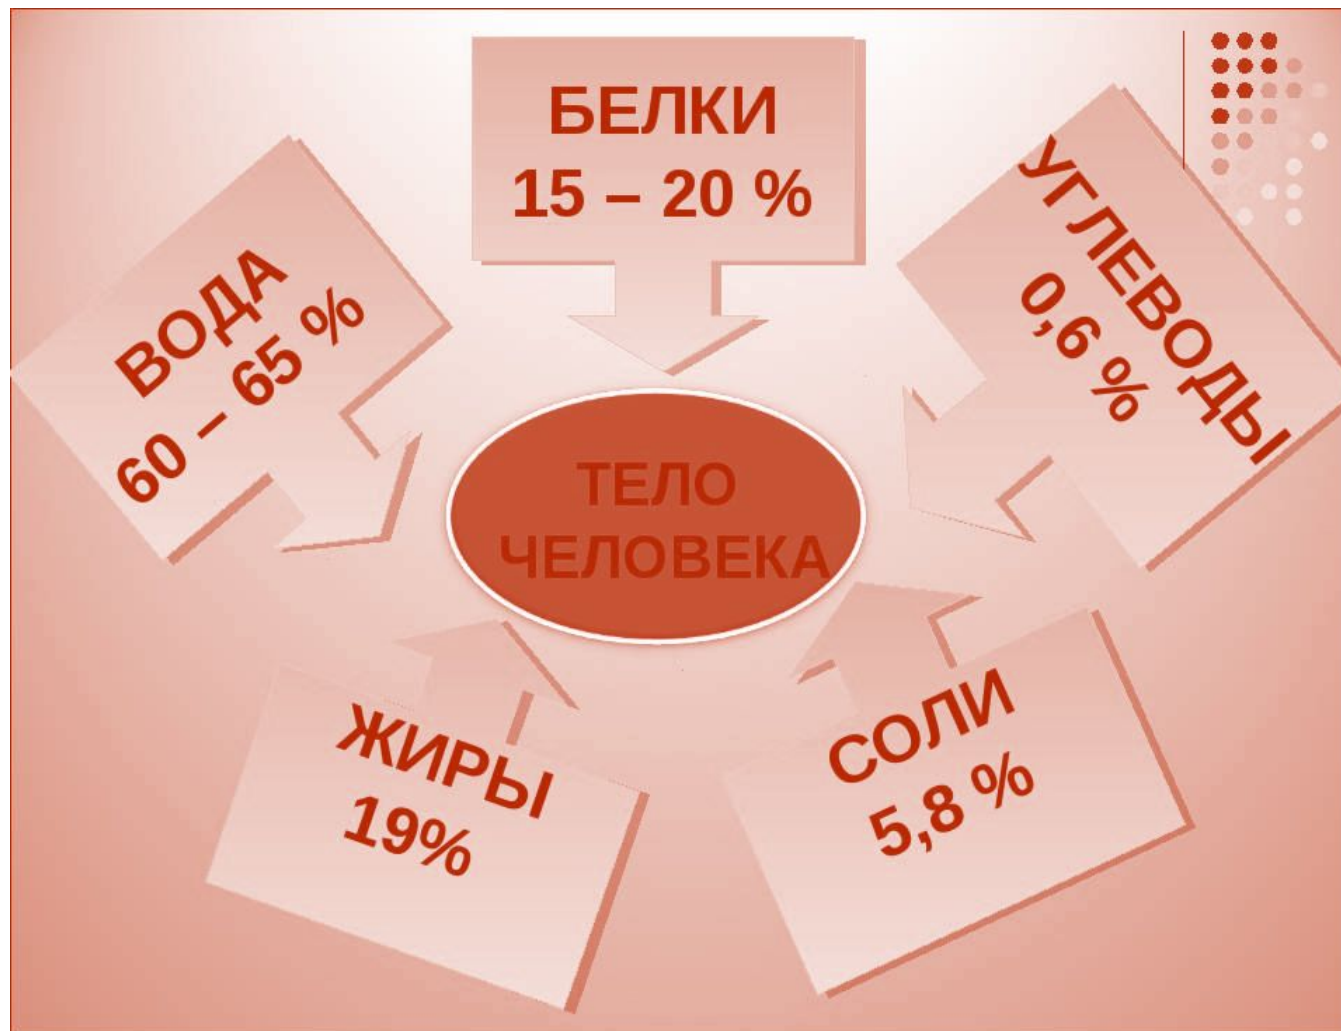 БЕЛКИ
15 – 20 %
ВОДА
60 – 65 %
УГЛЕВОДЫ
0,6 %
ТЕЛО
ЧЕЛОВЕКА
ЖИРЫ
19%
СОЛИ
5,8 %